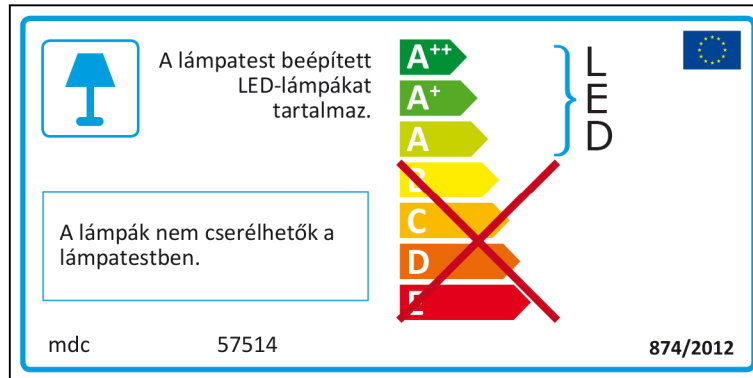 A lámpatest beépített
LED-lámpákat
tartalmaz.
A++
A+
A
B
C
D
E
L
E
D
A lámpák nem cserélhetők a
lámpatestben.
mdc 57514
874/2012